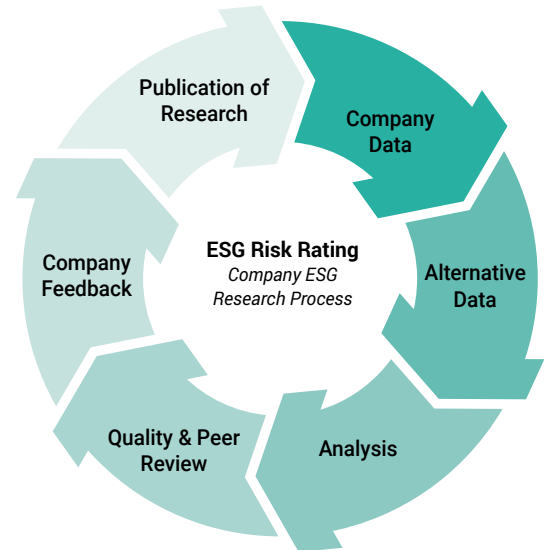 ESG Risk Rating
Company ESG
Research Process
Company
Data
Alternative
Data
Analysis
Quality & Peer
Review
Company
Feedback
Publication of
Research